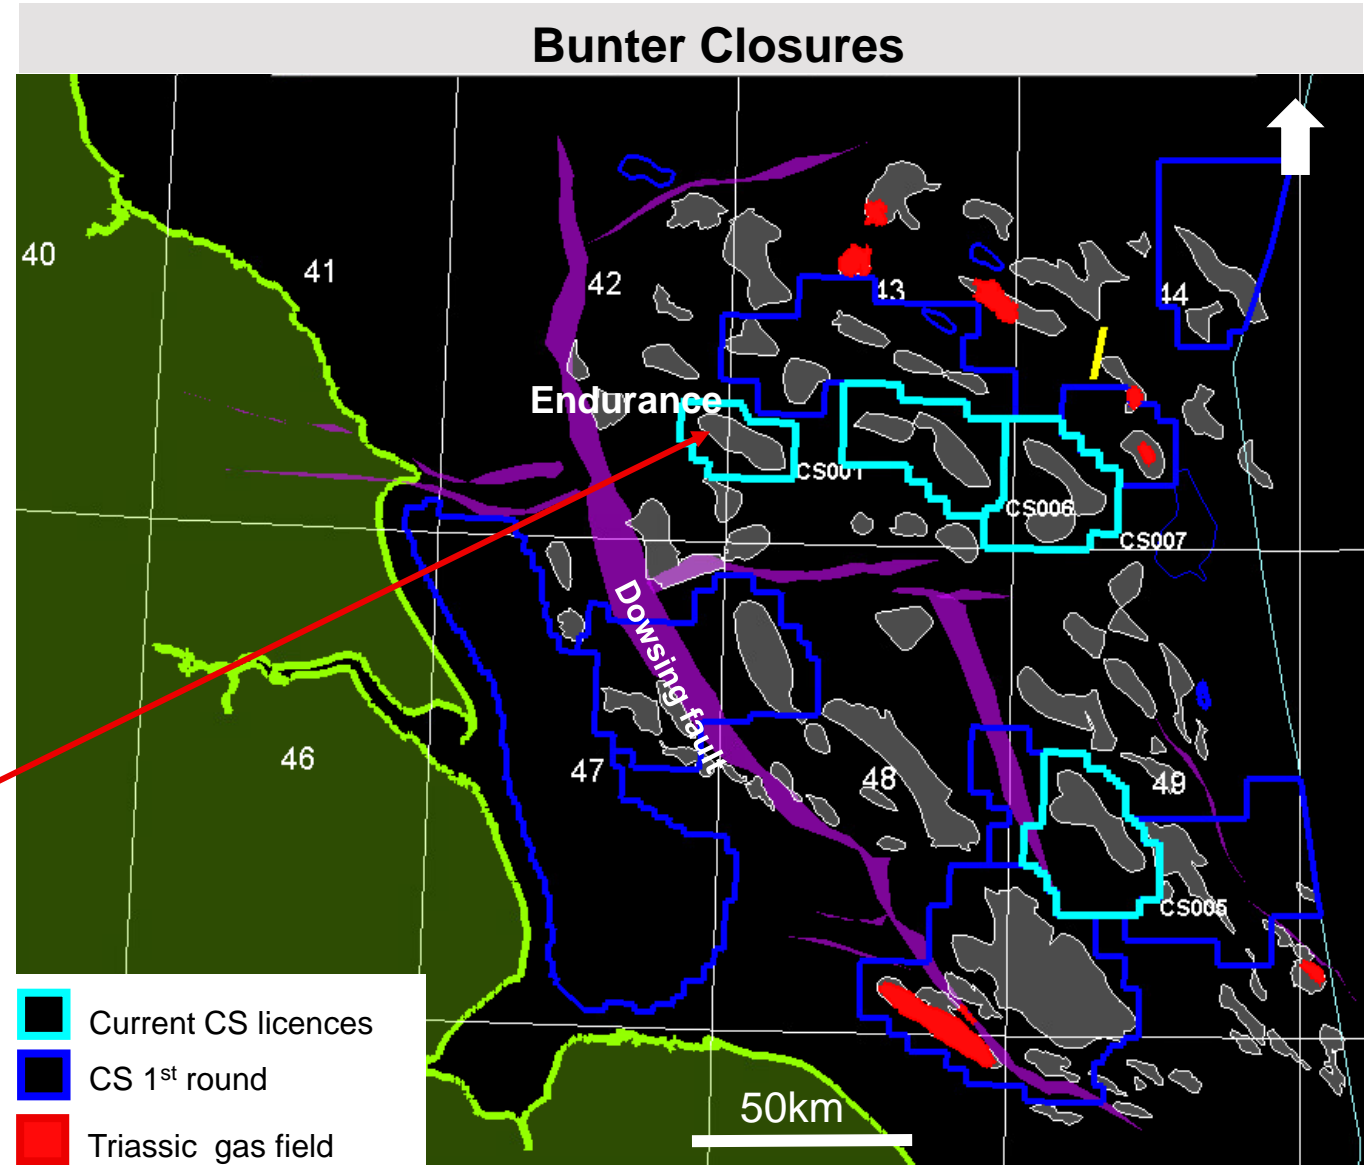 Bunter Closures
40
41
42
43
44
Endurance
CS001
CS006
CS007
Dowsing fault
46
47
48
49
CS005
Current CS licences
CS 1st round
Triassic gas field
50km